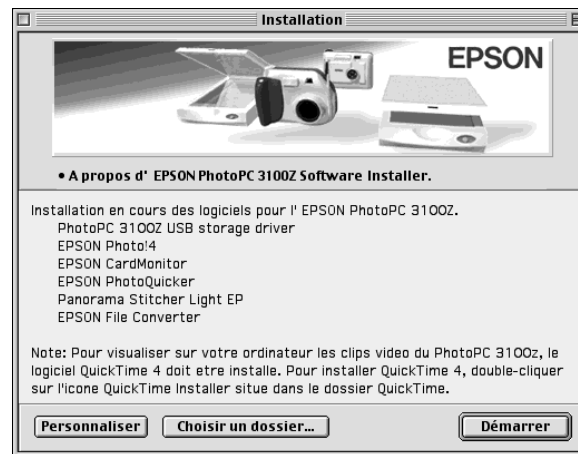 Installation
EPSON
• A propos d' EPSON PhotoPC 3100Z Software Installer.
Installation en cours des logiciels pour l' EPSON PhotoPC 3100Z.
PhotoPC 3100Z USB storage driver
EPSON Photo!4
EPSON CardMonitor
EPSON PhotoQuicker
Panorama Stitcher Light EP
EPSON File Converter
Note: Pour visualiser sur votre ordinateur les clips video du PhotoPC 3100z, le
logiciel QuickTime 4 doit etre installe. Pour installer QuickTime 4, double-cliquer
sur l'icone QuickTime Installer situe dans le dossier QuickTime.
Personnaliser
Choisir un dossier...
Démarrer